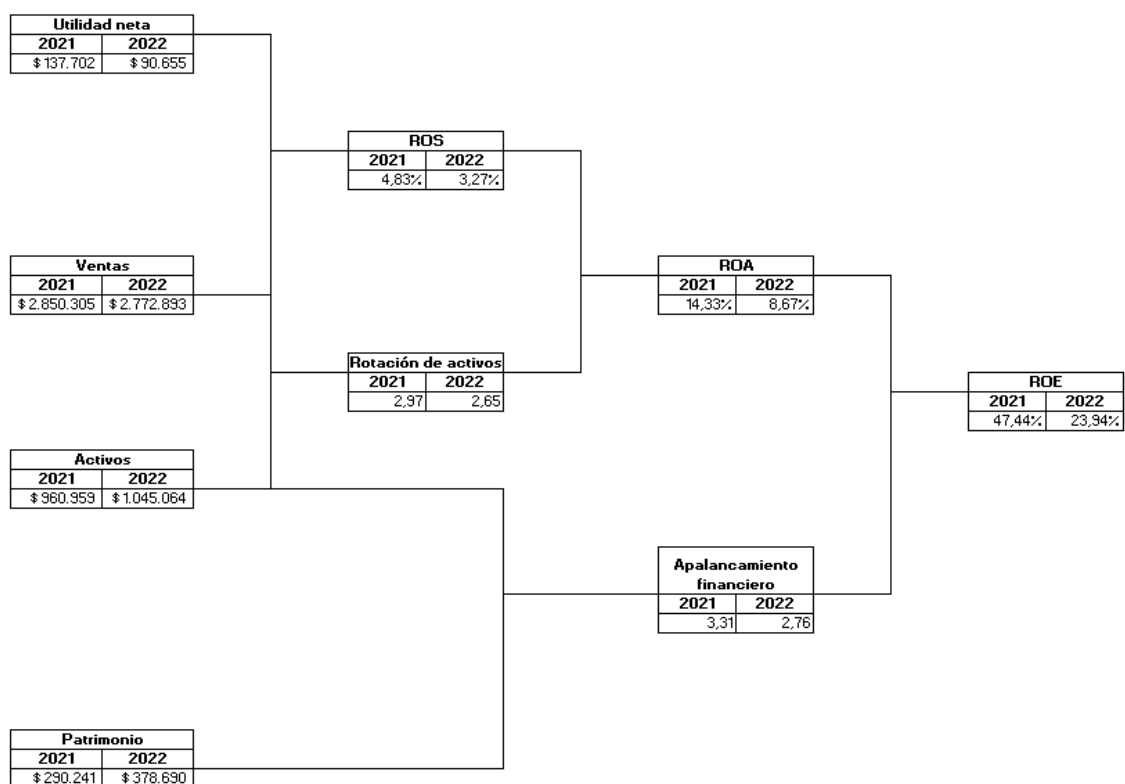 Utilidad neta
2021 2022
$ 137.702 $ 90.655
ROS
2021 2022
4,83% 3,27%
Ventas
2021 2022
$ 2.850.305 $ 2.772.893
ROA
2021 2022
14,33% 8,67%
Rotación de activos
2021 2022
2,97 2,65
ROE
2021 2022
47,44% 23,94%
Activos
2021 2022
$ 960.959 $ 1.045.064
Apalancamiento
financiero
2021 2022
3,31 2,76
Patrimonio
2021 2022
$ 290.241 $ 378.690